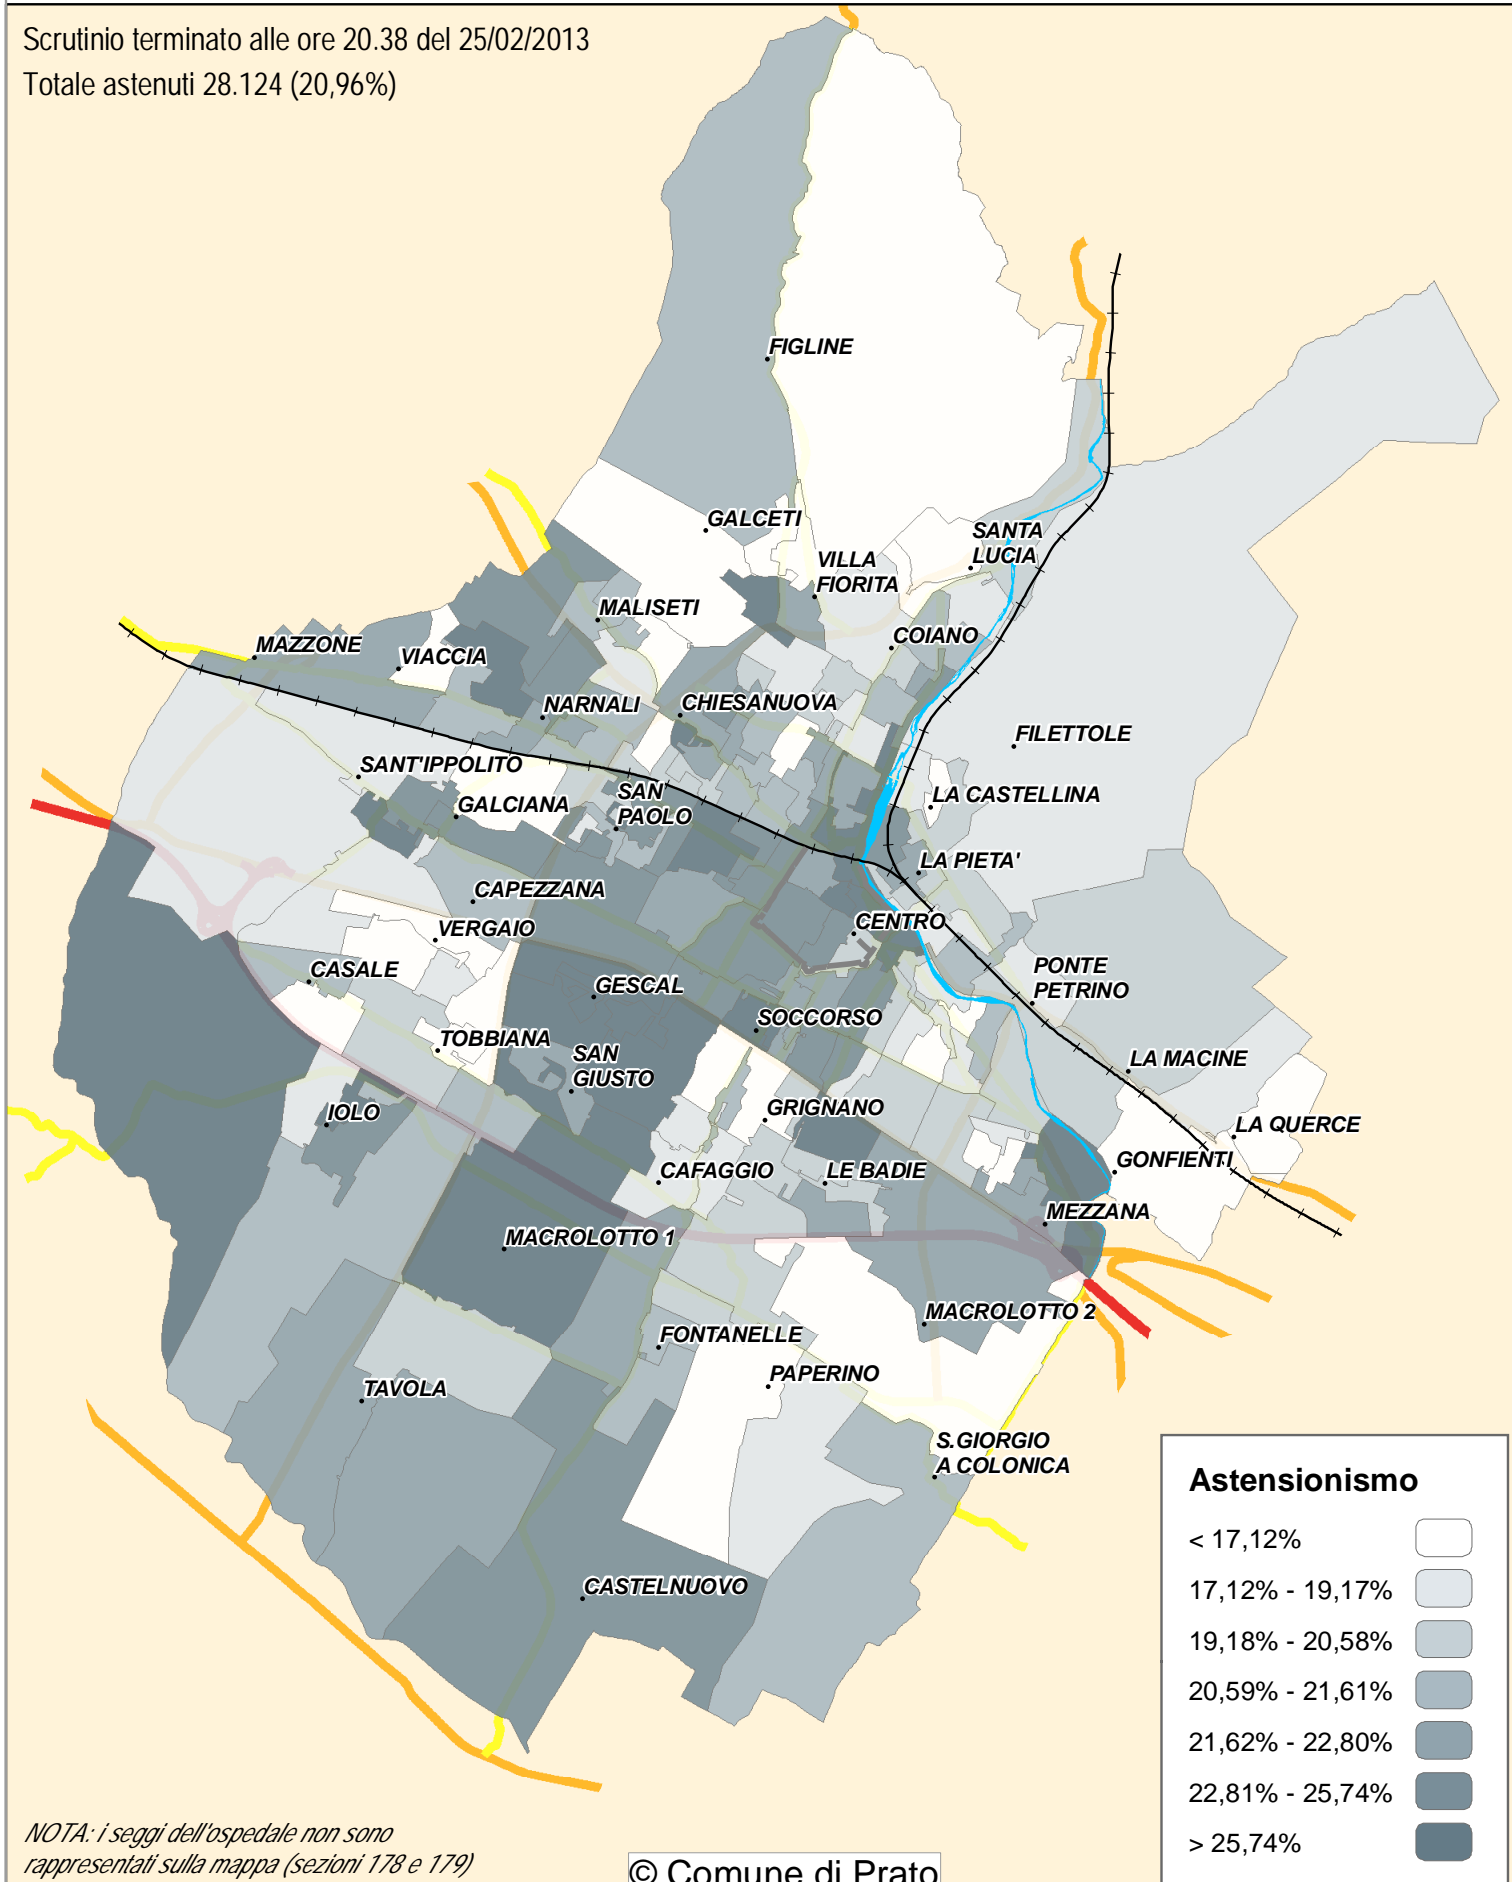 Scrutinio terminato alle ore 20.38 del 25/02/2013
Totale astenuti 28.124 (20,96%)
FIGLINE
GALCETI
SANTA
LUCIA
VILLA
FIORITA
MALISETI
COIANO
MAZZONE
VIACCIA
NARNALI
CHIESANUOVA
FILETTOLE
SANT'IPPOLITO
GALCIANA
SAN
PAOLO
LA CASTELLINA
LA PIETA'
CAPEZZANA
VERGAIO
CENTRO
CASALE
GESCAL
PONTE
PETRINO
SOCCORSO
TOBBIANA
SAN
GIUSTO
LA MACINE
IOLO
GRIGNANO
LA QUERCE
CAFAGGIO
LE BADIE
GONFIENTI
MEZZANA
MACROLOTTO 1
MACROLOTTO 2
FONTANELLE
PAPERINO
TAVOLA
S.GIORGIO
A COLONICA
CASTELNUOVO
Astensionismo
< 17,12%
17,12% - 19,17%
19,18% - 20,58%
20,59% - 21,61%
21,62% - 22,80%
22,81% - 25,74%
> 25,74%
NOTA: i seggi dell'ospedale non sono
rappresentati sulla mappa (sezioni 178 e 179)
© Comune di Prato